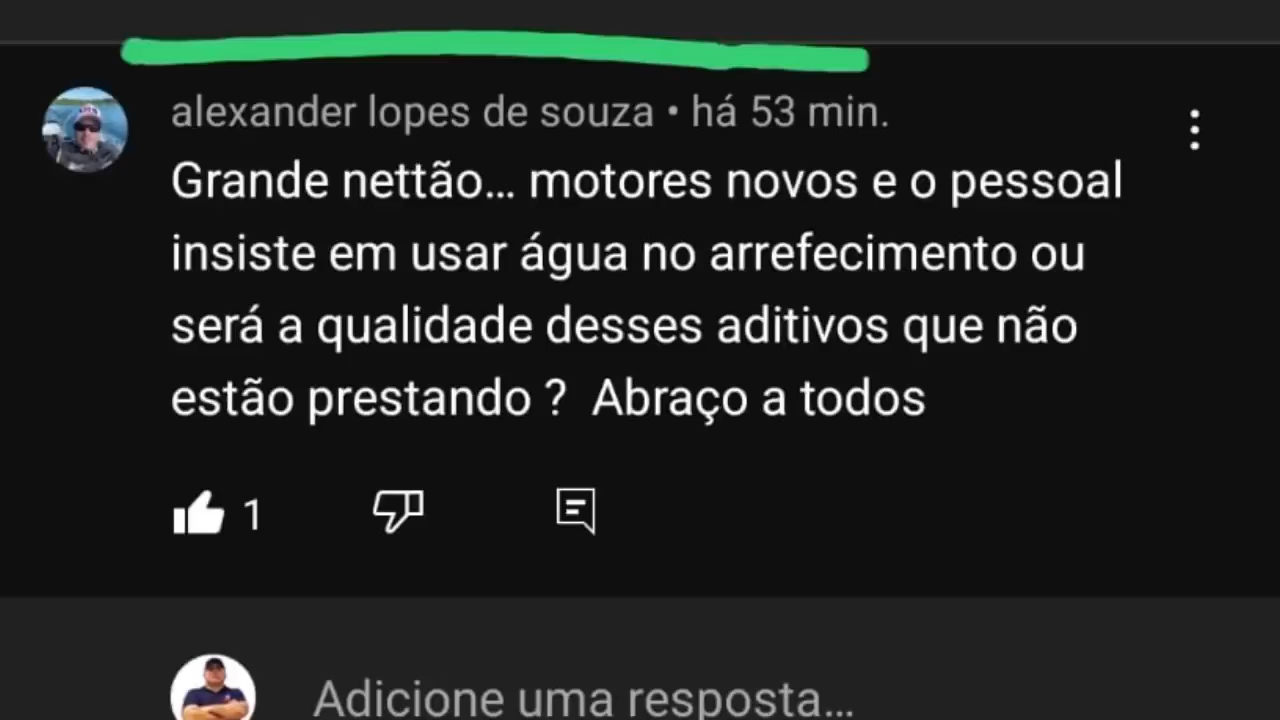 alexander lopes de souza • há 53 min.
Grande nettão... motores novos e o pessoal
insiste em usar água no arrefecimento ou
será a qualidade desses aditivos que não
estão prestando ?  Abraço a todos
1
Adicione uma resposta...